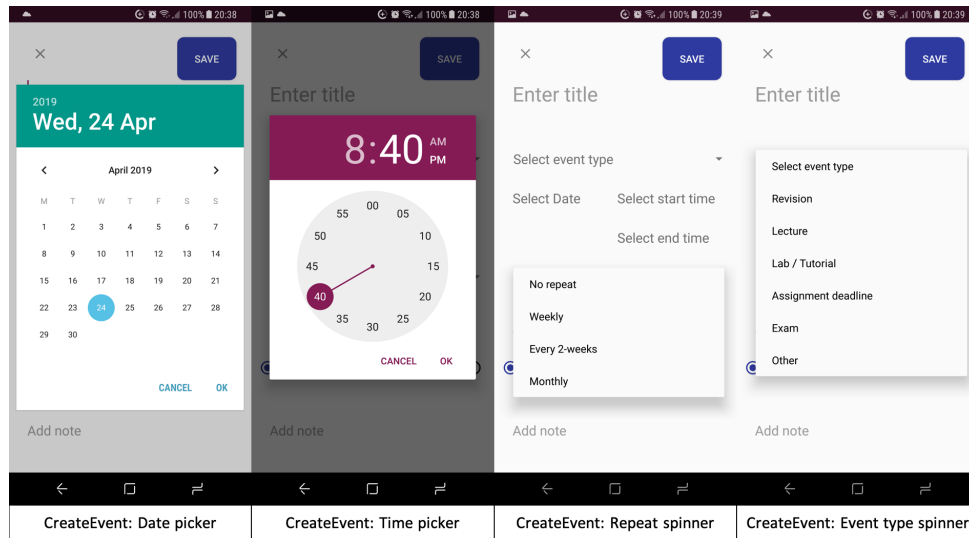 100% 20:38
SAVE
2019
Wed, 24 Apr
April 2019
M T W T F S S
1 2 3 4 5 6 7
8 9 10 11 12 13 14
15 16 17 18 19 20 21
22 23 24 25 26 27 28
29 30
CANCEL OK
Add note
CreateEvent: Date picker
100% 20:38
SAVE
Enter title
8:40 AM
PM
00
55 05
50 10
45 15
40 20
35 25
30
CANCEL OK
Add note
CreateEvent: Time picker
100% 20:39
SAVE
Enter title
Select event type
Select Date Select start time
Select end time
No repeat
Weekly
Every 2-weeks
Monthly
Add note
CreateEvent: Repeat spinner
100% 20:39
SAVE
Enter title
Select event type
Revision
Lecture
Lab / Tutorial
Assignment deadline
Exam
Other
Add note
CreateEvent: Event type spinner